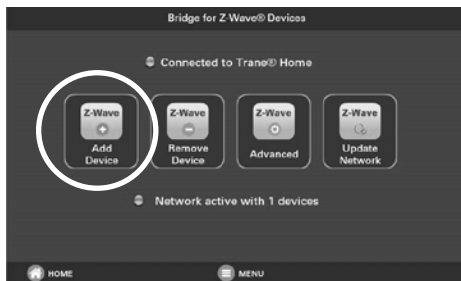 Bridge for Z-Wave® Devices
Connected to Trane® Home
Z-Wave
Add
Device
Z-Wave
Remove
Device
Z-Wave
Advanced
Z-Wave
Update
Network
Network active with 1 devices
HOME
MENU